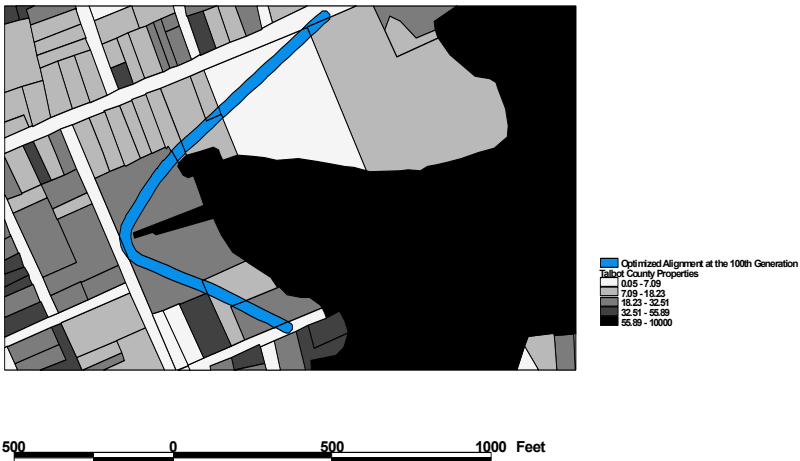 Optimized Alignment at the 100th Generation
Talbot County Properties
0.05 - 7.09
7.09 - 18.23
18.23 - 32.51
32.51 - 55.89
55.89 - 10000
500 0 500 1000 Feet